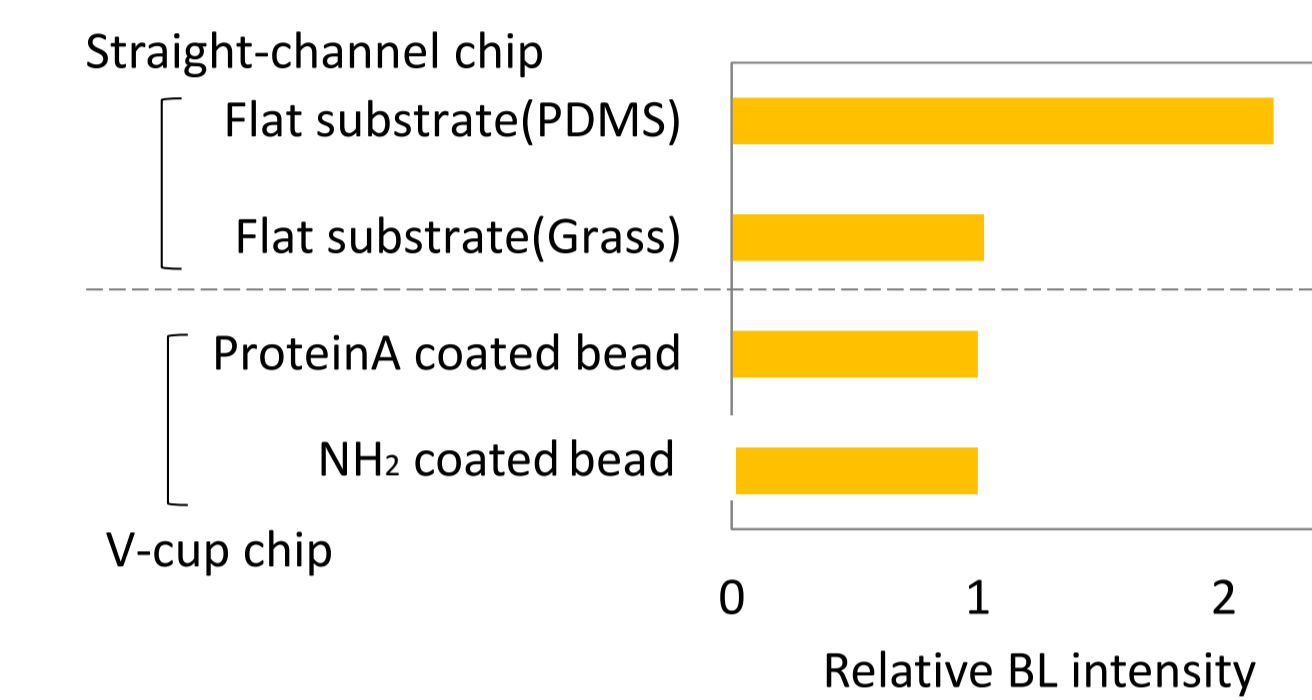 Straight-channel chip
Flat substrate(PDMS)
Flat substrate(Grass)
ProteinA coated bead
NH₂ coated bead
V-cup chip
0 1 2
Relative BL intensity